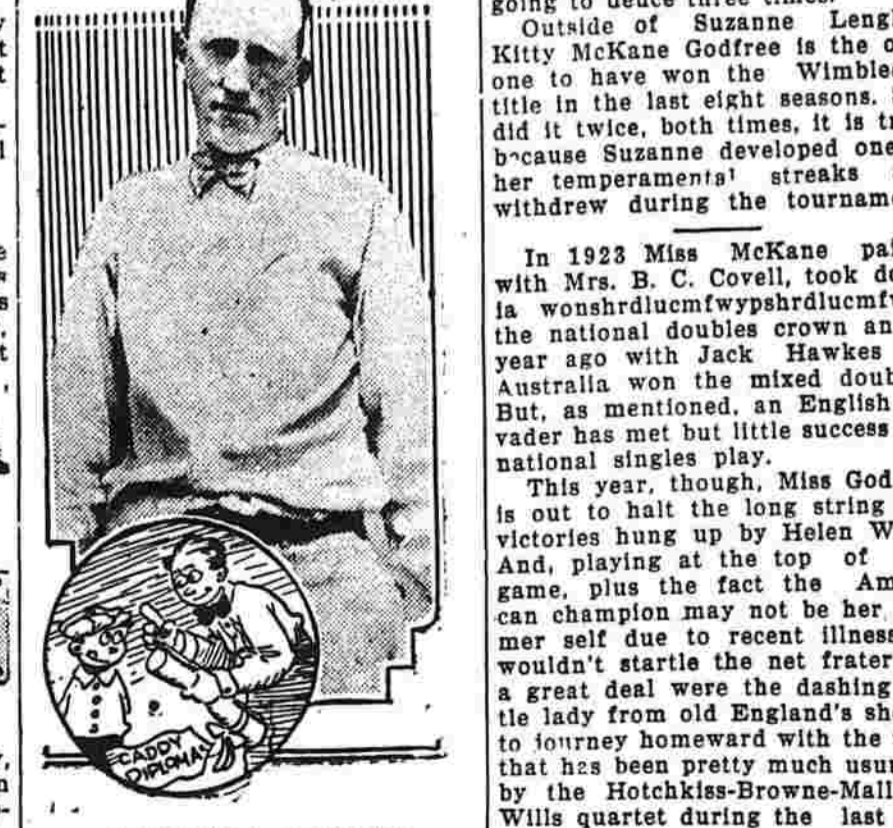 CADDY
DIPLOMA
going to deuce three times.
Outside of Suzanne Leng
Kitty McKane Godfree is the
one to have won the Wimble
title in the last eight seasons.
did it twice, both times, it is
because Suzanne developed one
her streaks
withdrew during the tournam
In 1923 Miss McKane
with Mrs. B. C. Covell, took
ia wonshrdlucmfwypshrdlucmf
the national doubles crown an
year ago with Jack Hawkes
Australia won the mixed doub
But, as mentioned, an English
vader has met but little success
national singles play.
This year, though, Miss God
is out to halt the long string
victories hung up by Helen W
And, playing at the top of
game, plus the fact the Am
can champion may not be her
mer self due to recent illness
wouldn't startle the net frater
a great deal were the dashing
tle lady from old England's sh
to journey homeward with the
that has been pretty much usur
by the Hotchkiss-Browne-Mall
Wills quartet during the last